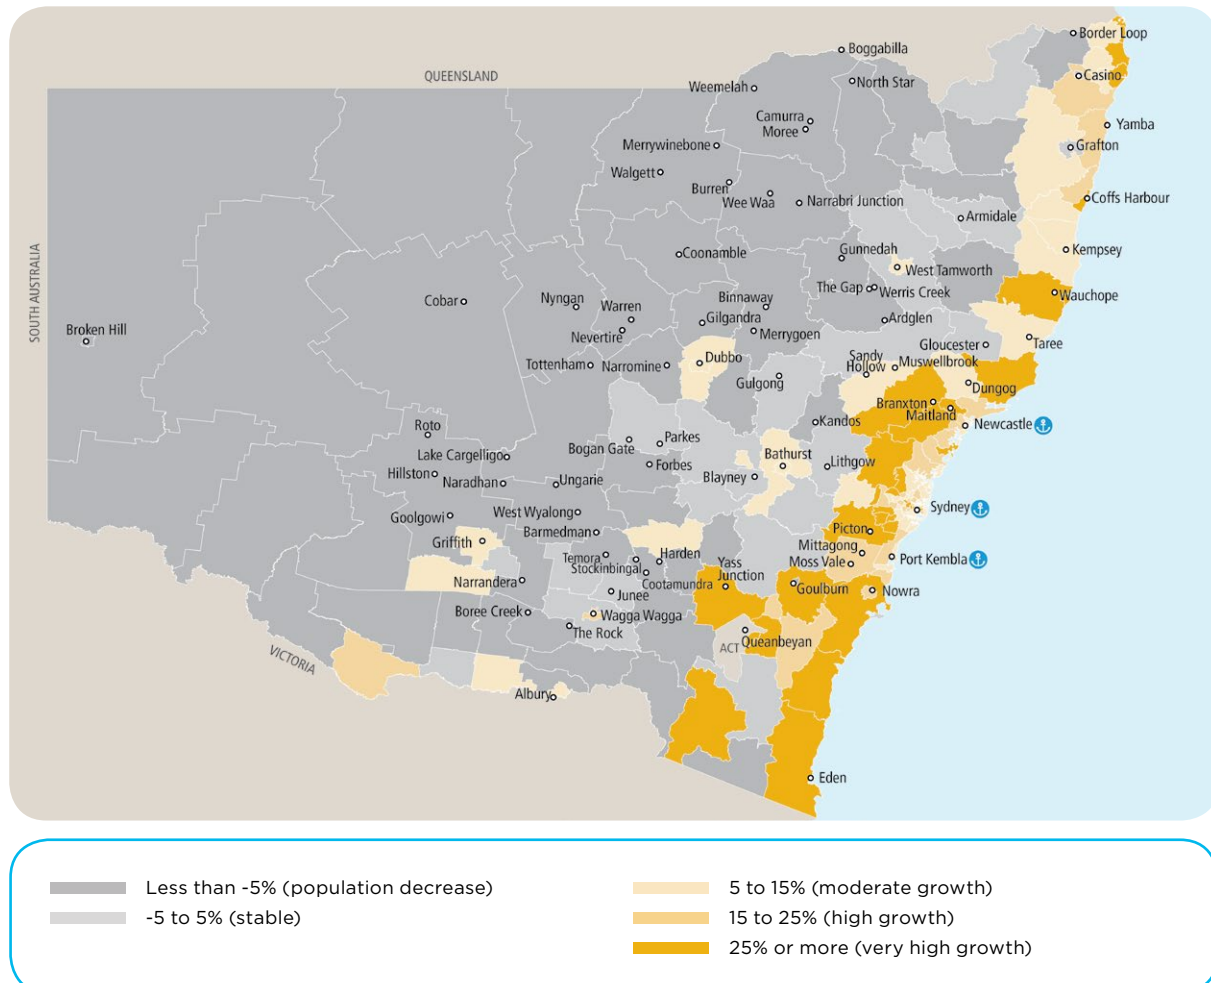 Border Loop
Boggabilla
QUEENSLAND
Casino
North Star
Weemelah
Camurra
Moree
Yamba
Merrywinebone
Grafton
Walgett
Burren
Wee Waa
Narrabri Junction
Coffs Harbour
Armidale
SOUTH AUSTRALIA
Coonamble
Gunnedah
Kempsey
West Tamworth
The Gap
Werris Creek
Wauchope
Cobar
Nyngan
Warren
Binnaway
Gilgandra
Ardglen
Broken Hill
Nevertire
Merrygoen
Gloucester
Taree
Tottenham
Narromine
Dubbo
Sandy
Hollow
Muswellbrook
Gulgong
Dungog
Branxton
Maitland
Kandos
Newcastle
Roto
Lake Cargelligo
Bogan Gate
Parkes
Bathurst
Lithgow
Forbes
Hillston
Naradhan
Ungarie
Blayney
Goolgowi
West Wyalong
Sydney
Barmedman
Picton
Griffith
Mittagong
Moss Vale
Port Kembla
Temora
Stockinbingal
Harden
Yass
Junction
Narrandera
Cootamundra
Goulburn
Nowra
Junee
Boree Creek
Wagga Wagga
The Rock
Queanbeyan
ACT
VICTORIA
Albury
Eden
Less than -5% (population decrease)
-5 to 5% (stable)
5 to 15% (moderate growth)
15 to 25% (high growth)
25% or more (very high growth)